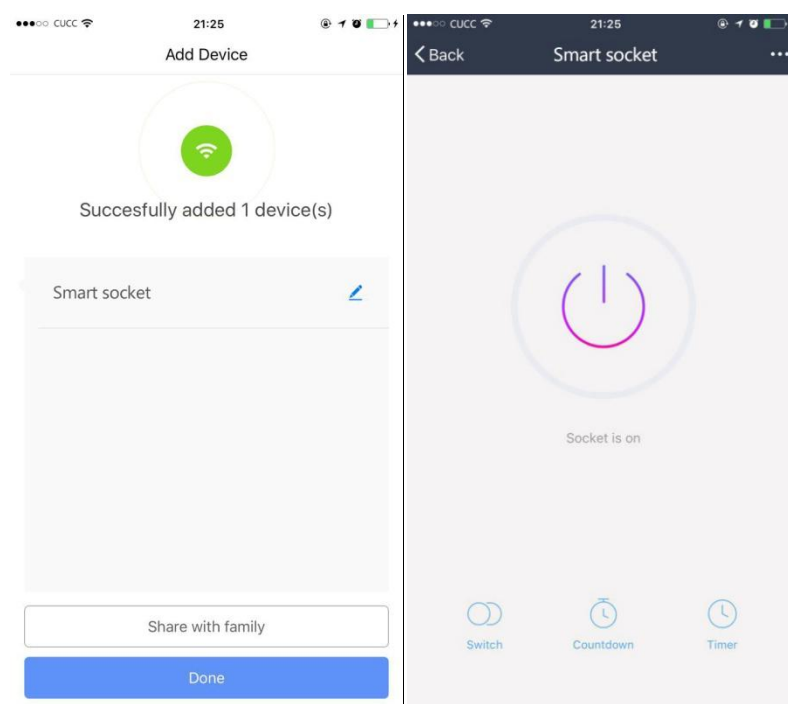 CUCC 21:25
Add Device
Succesfully added 1 device(s)
Smart socket
Share with family
Done
CUCC 21:25
Back Smart socket
Socket is on
Switch Countdown Timer